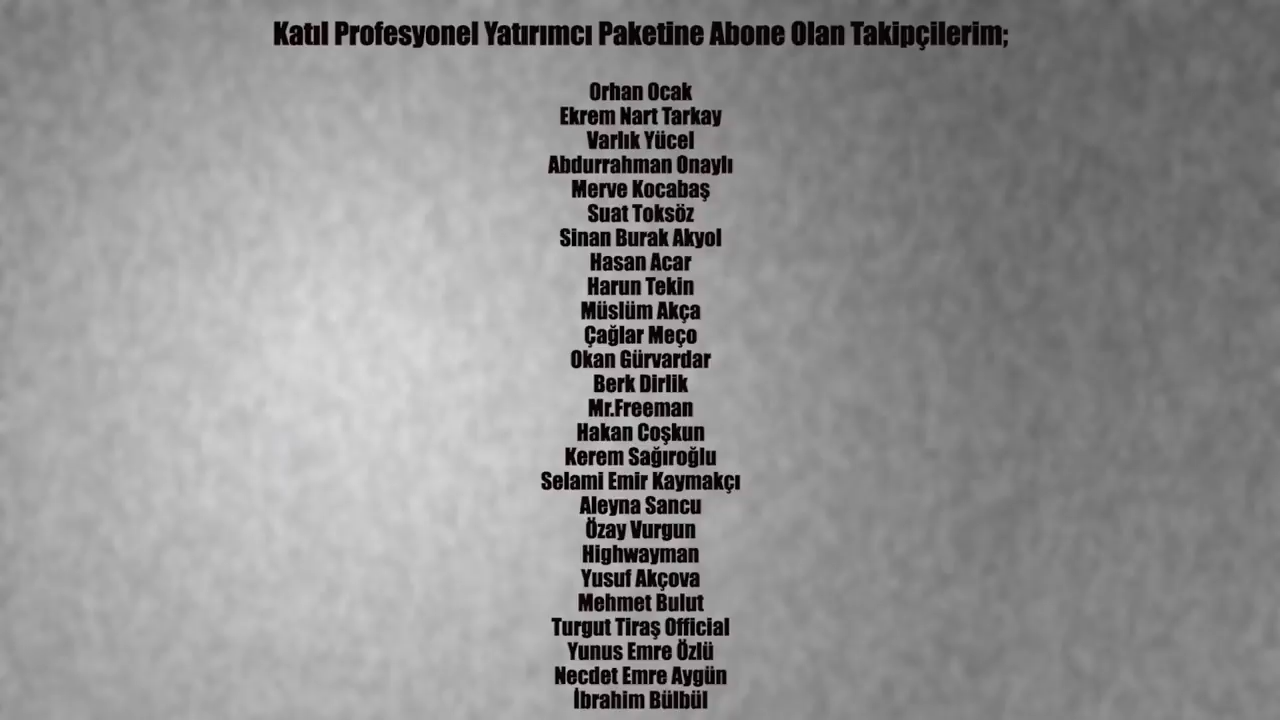 Katıl Profesyonel Yatırımcı Paketine Abone Olan Takipçilerim;
Orhan Ocak
Ekrem Nart Tarkay
Varlık Yücel
Abdurrahman Onaylı
Merve Kocabaş
Suat Toksöz
Sinan Burak Akyol
Hasan Acar
Harun Tekin
Müslüm Akça
Çağlar Meço
Okan Gürvardar
Berk Dirlik
Mr.Freeman
Hakan Coşkun
Kerem Sağıroğlu
Selami Emir Kaymakçı
Aleyna Sancu
Özay Vurgun
Highwayman
Yusuf Akçova
Mehmet Bulut
Turgut Tiraş Official
Yunus Emre Özlü
Necdet Emre Aygün
İbrahim Bülbül